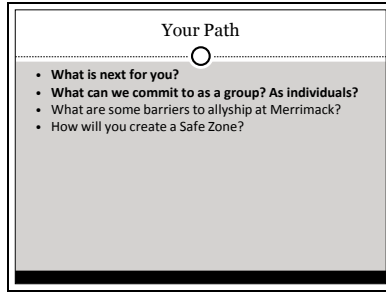 Your Path
• What is next for you?
• What can we commit to as a group? As individuals?
• What are some barriers to allyship at Merrimack?
• How will you create a Safe Zone?